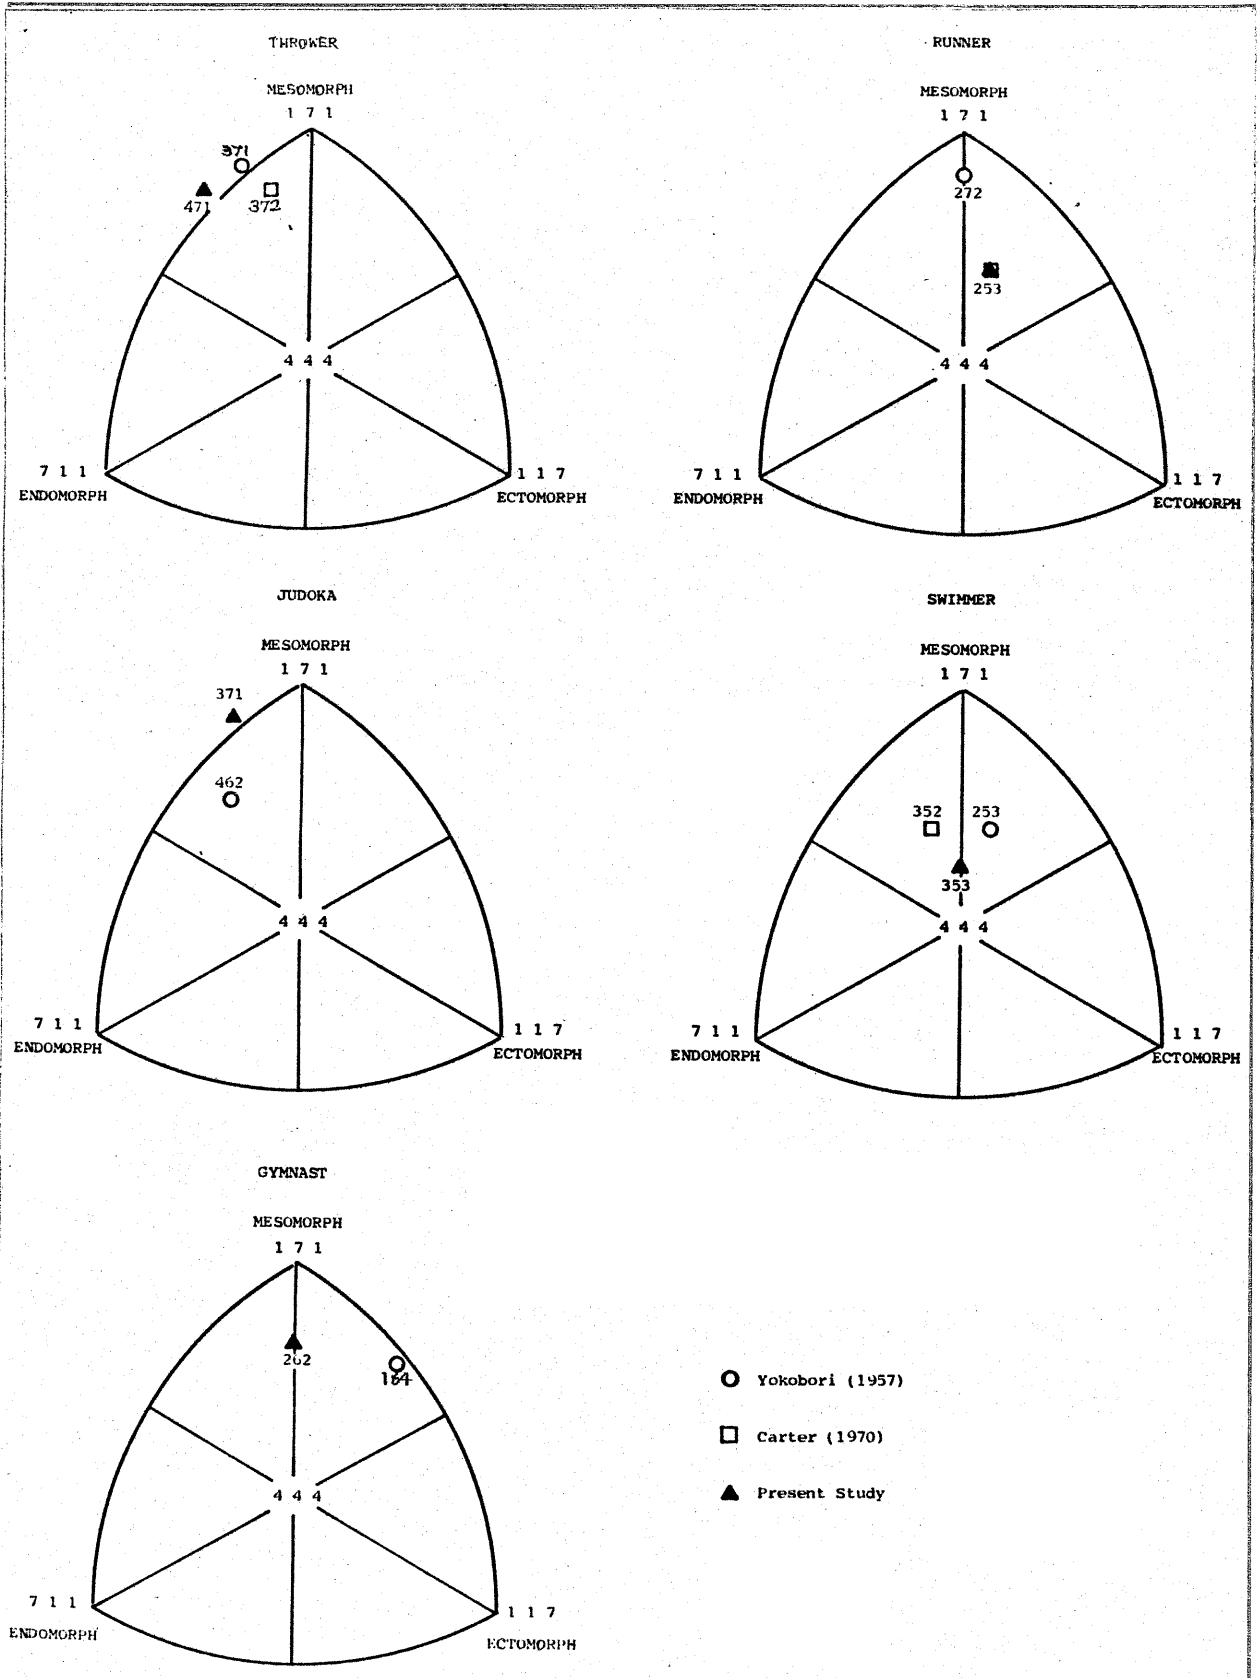 THROWER
MESOMORPH
1 7 1
371
471
372
4 4 4
7 1 1
ENDOMORPH
1 1 7
ECTOMORPH
RUNNER
MESOMORPH
1 7 1
272
253
4 4 4
7 1 1
ENDOMORPH
1 1 7
ECTOMORPH
JUDOKA
MESOMORPH
1 7 1
371
462
4 4 4
7 1 1
ENDOMORPH
1 1 7
ECTOMORPH
SWIMMER
MESOMORPH
1 7 1
352
253
353
4 4 4
7 1 1
ENDOMORPH
1 1 7
ECTOMORPH
GYMNAST
MESOMORPH
1 7 1
262
4 4 4
7 1 1
ENDOMORPH
1 1 7
ECTOMORPH
Yokobori (1957)
Carter (1970)
Present Study